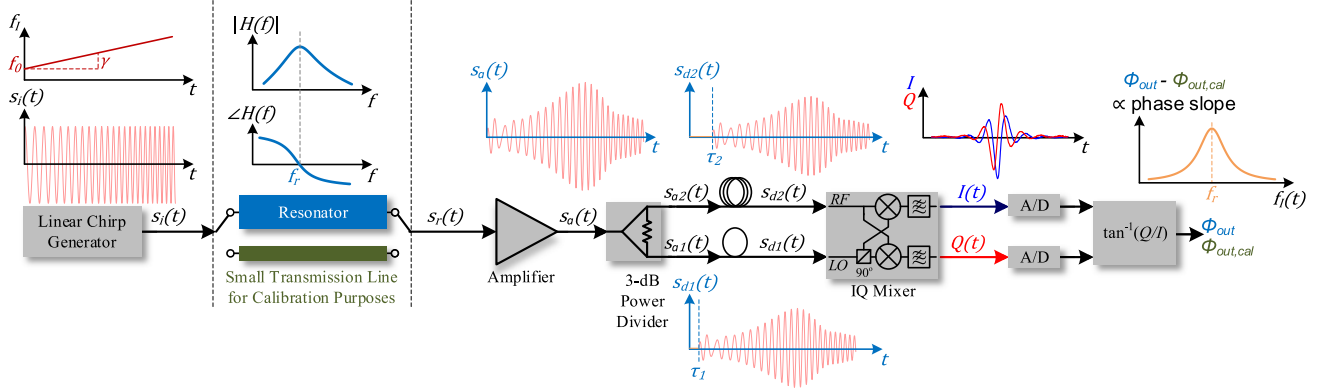 f_I
f_0
γ
t
s_i(t)
t
Linear Chirp
Generator
s_i(t)
|H(f)|
f
∠H(f)
f_r
f
Resonator
Small Transmission Line
for Calibration Purposes
s_r(t)
Amplifier
s_a(t)
t
s_a(t)
3-dB
Power
Divider
s_a2(t)
s_a1(t)
s_d2(t)
τ_2
t
s_d2(t)
s_d1(t)
s_d1(t)
τ_1
t
RF
LO
90°
IQ Mixer
I
Q
t
I(t)
Q(t)
A/D
A/D
tan⁻¹(Q/I)
Φ_out - Φ_out,cal
∝ phase slope
f_r
f_I(t)
Φ_out
Φ_out,cal